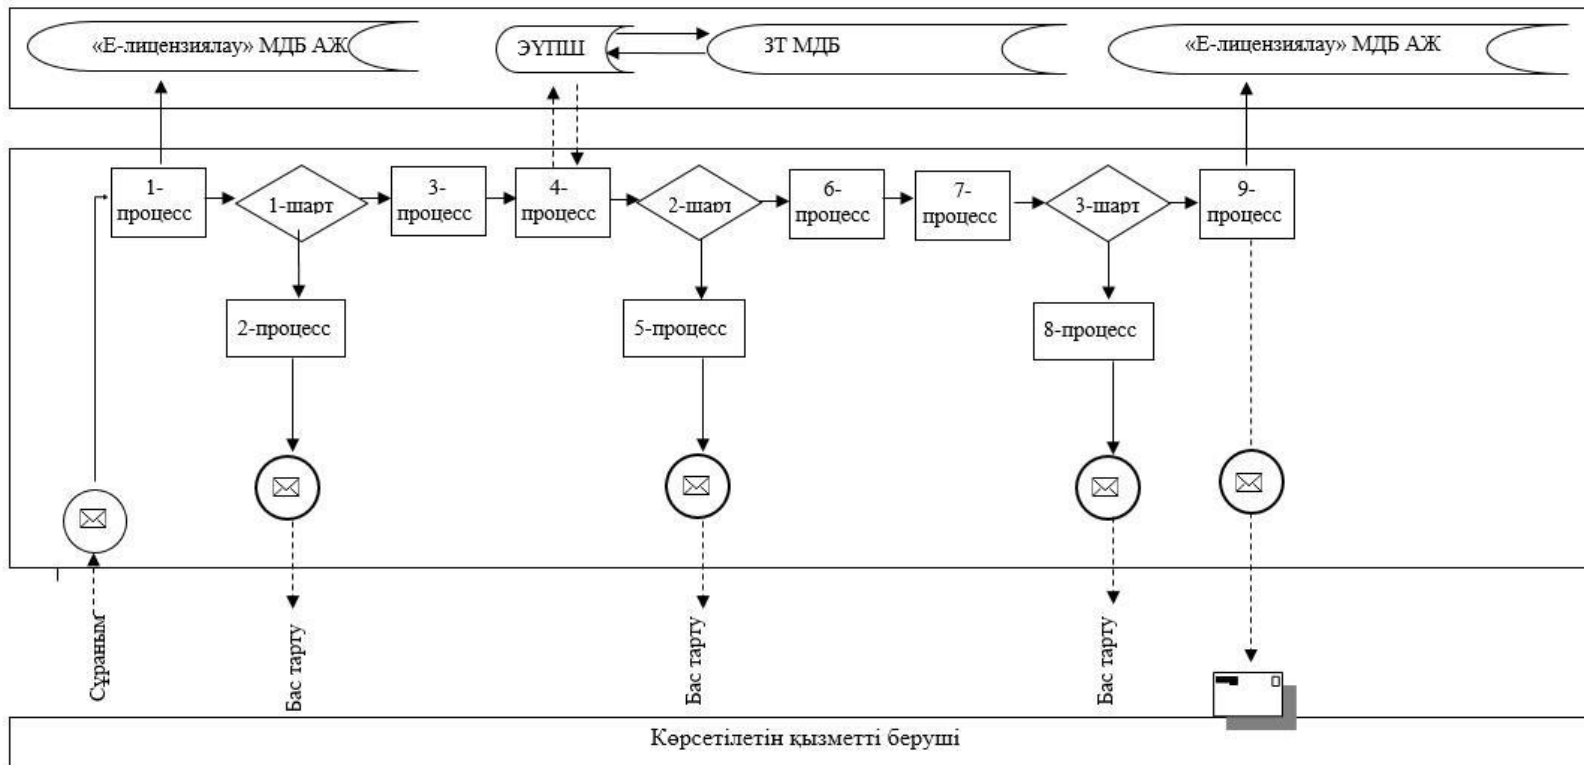 «Е-лицензиялау» МДБ АЖ
ЭҮПШ
ЗТ МДБ
«Е-лицензиялау» МДБ АЖ
1-
процесс
1-шарт
3-
процесс
4-
процесс
2-шарт
6-
процесс
7-
процесс
3-шарт
9-
процесс
2-процесс
5-процесс
8-процесс
Сұраным
Бас тарту
Бас тарту
Бас тарту
Көрсетілетін қызметті беруші